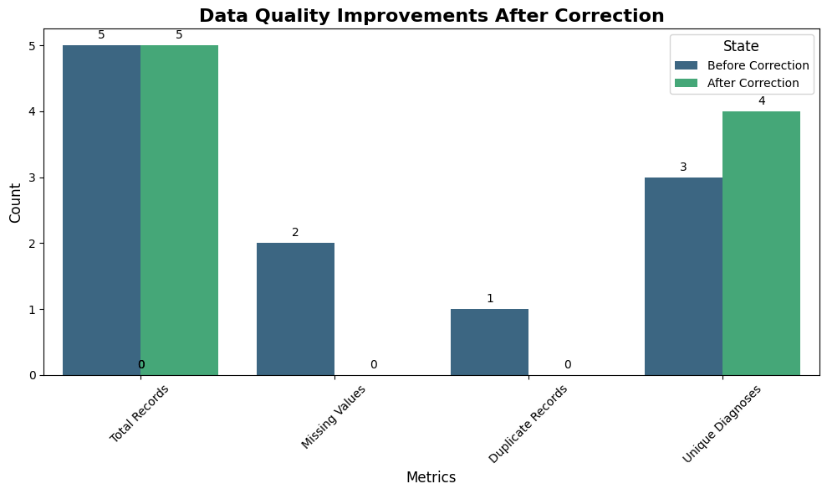 Data Quality Improvements After Correction
State
Before Correction
After Correction
Count
5
4
3
2
1
0
5
5
0
2
0
1
0
3
4
Total Records
Missing Values
Duplicate Records
Unique Diagnoses
Metrics